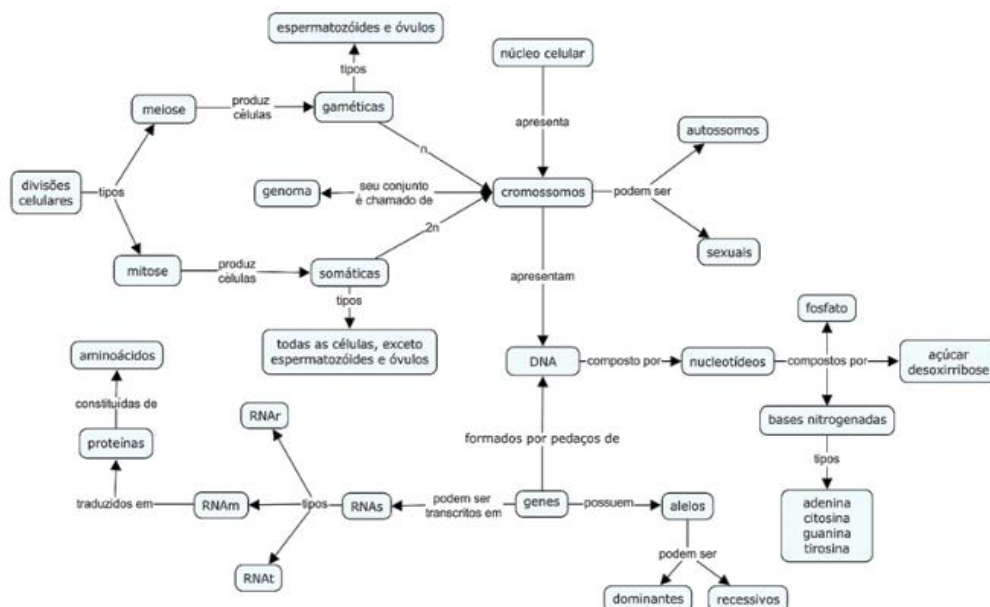 espermatozóides e óvulos
núcleo celular
tipos
meiose
produz
células
gaméticas
apresenta
autossomos
n
divisões
celulares
tipos
genoma
seu conjunto
é chamado de
cromossomos
podem ser
2n
sexuais
mitose
produz
células
somáticas
apresentam
tipos
fosfato
todas as células, exceto
espermatozóides e óvulos
aminoácidos
DNA
composto por
nucleotídeos
compostos por
açúcar
desoxirribose
constituídas de
RNAr
bases nitrogenadas
proteínas
formados por pedaços de
tipos
traduzidos em
RNAm
tipos
RNAs
podem ser
transcritos em
genes
possuem
alelos
adenina
citosina
guanina
tirosina
podem ser
RNAt
dominantes
recessivos